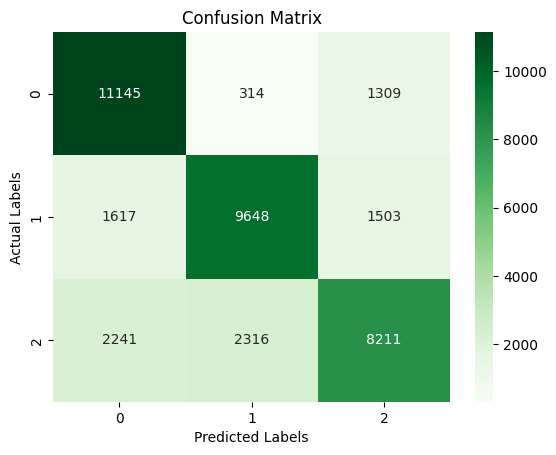 Confusion Matrix
0 11145 314 1309
1 1617 9648 1503
2 2241 2316 8211
0 1 2
Actual Labels
Predicted Labels
10000
8000
6000
4000
2000